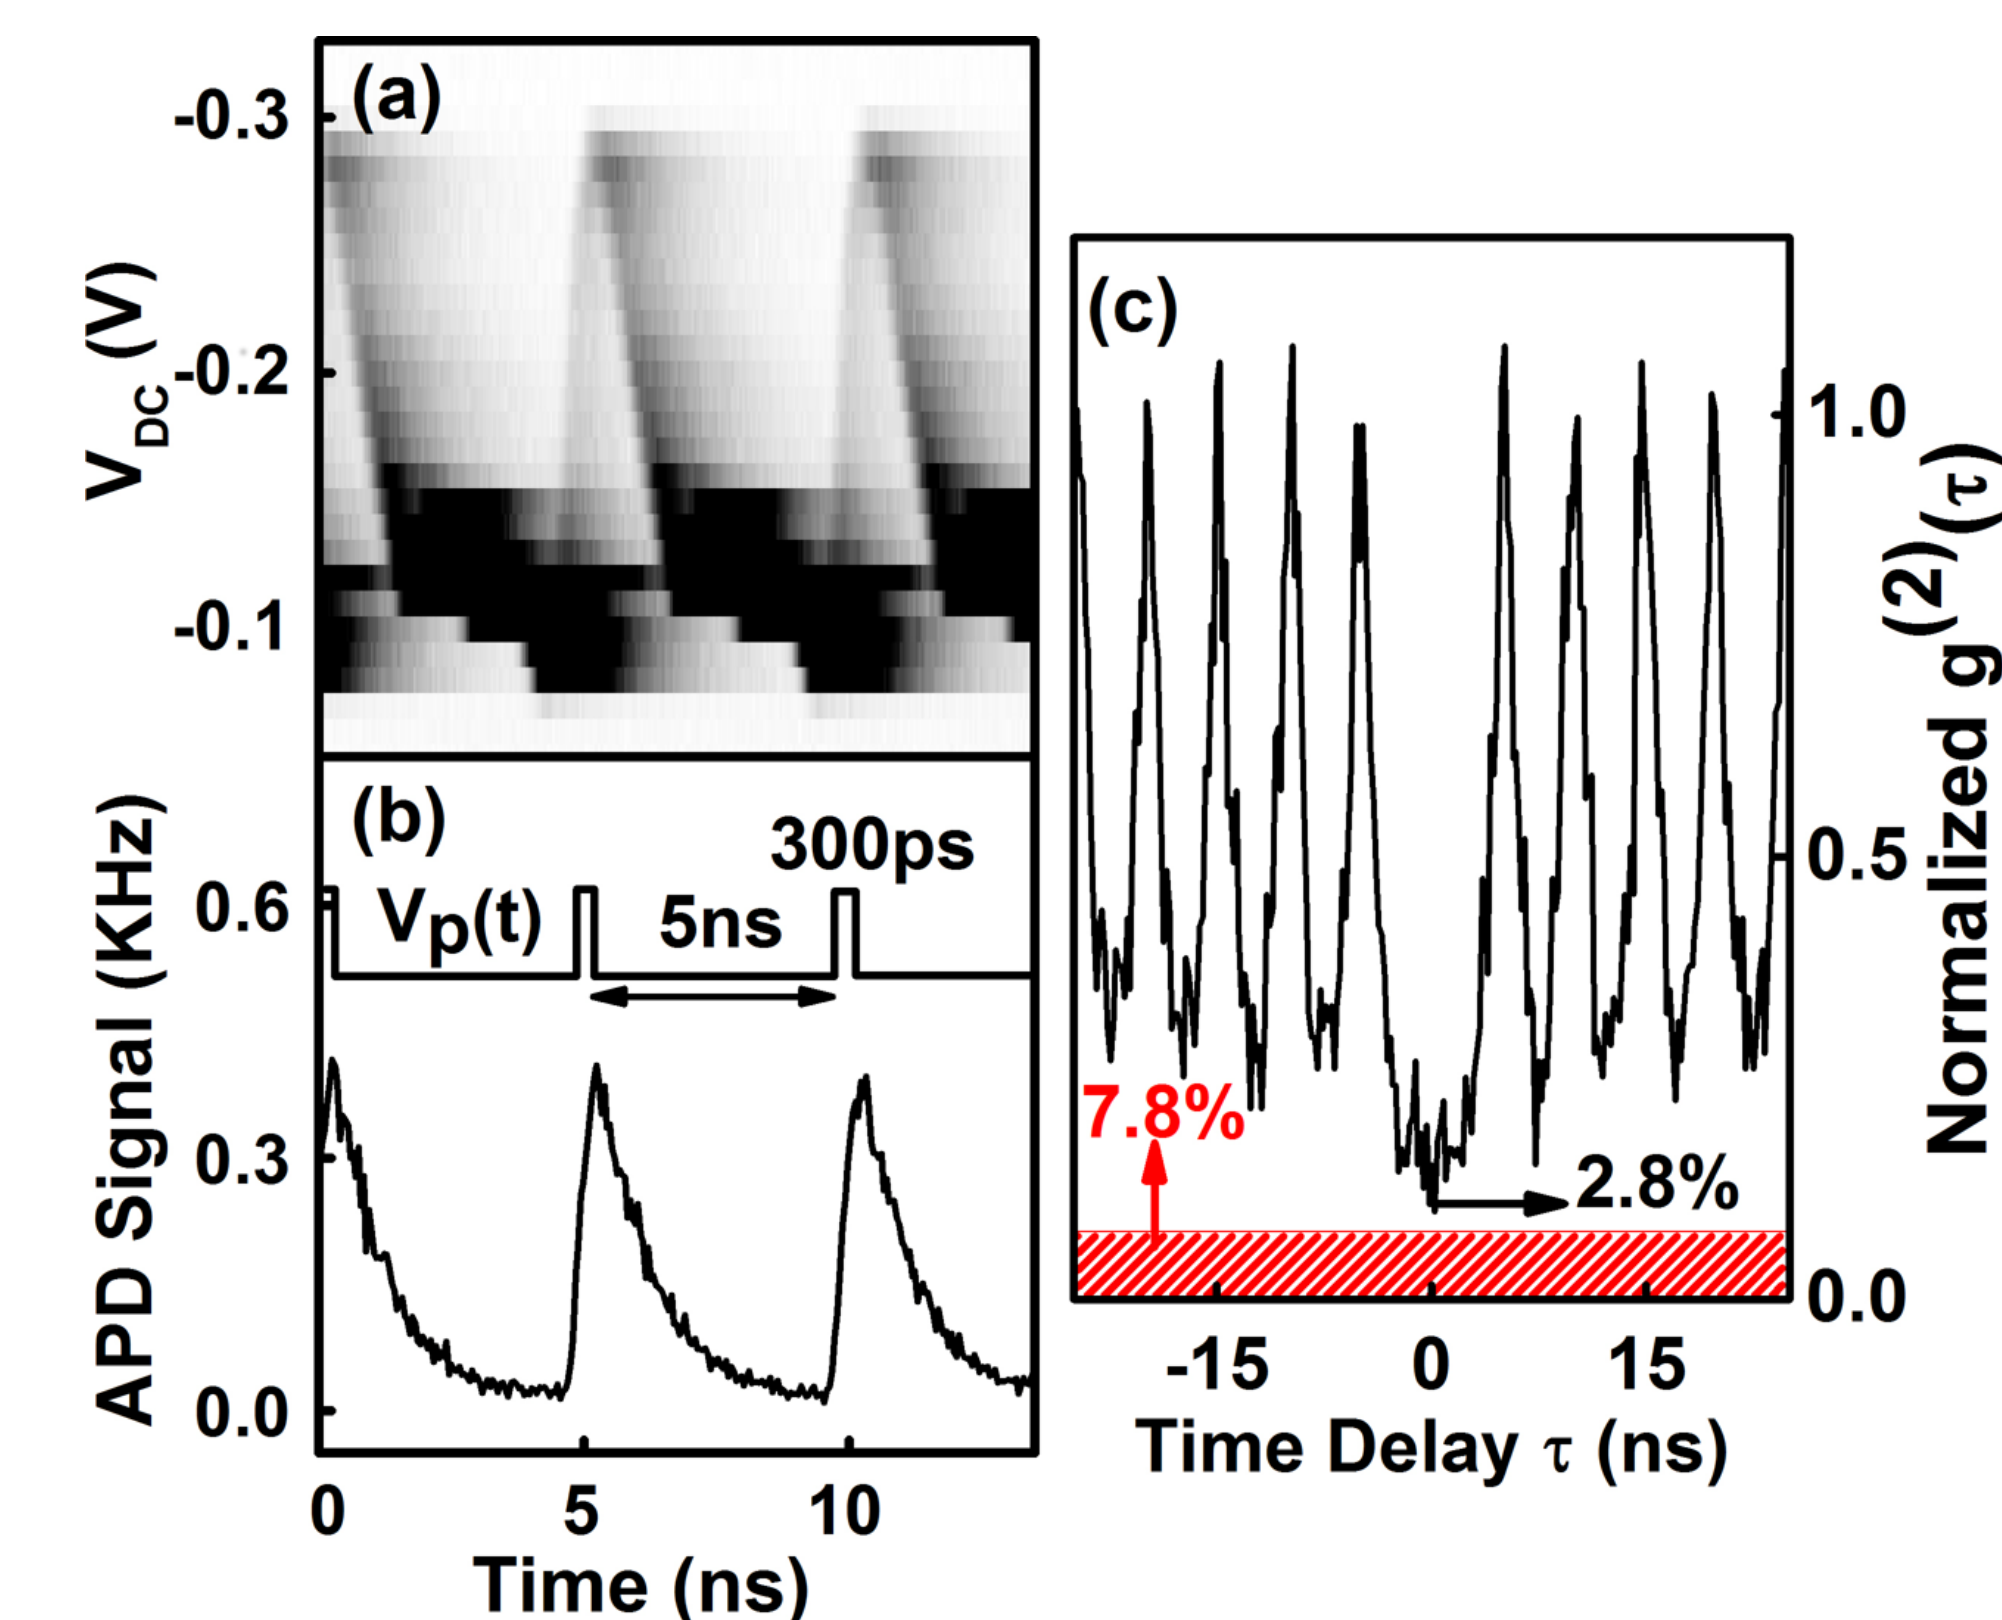 (a)
-0.3
-0.2
-0.1
V_DC (V)
(b)
300ps
Vp(t)
5ns
0.6
0.3
0.0
APD Signal (KHz)
0 5 10
Time (ns)
(c)
1.0
0.5
0.0
Normalized g^(2)(τ)
7.8%
2.8%
-15 0 15
Time Delay τ (ns)